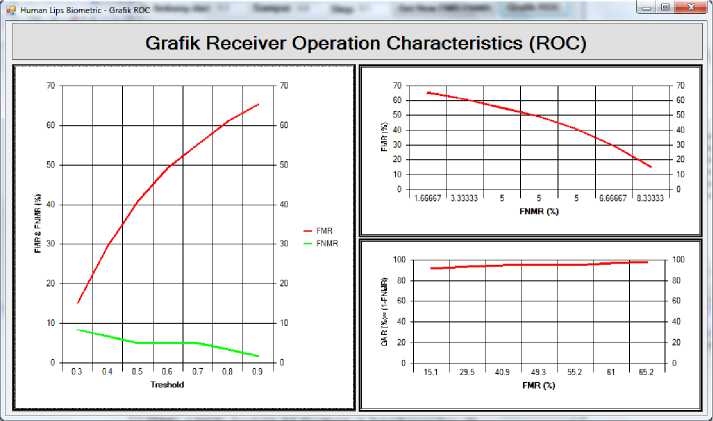 Human Lips Biometric - Grafik ROC
Grafik Receiver Operation Characteristics (ROC)
70 70
60 60
50 50
40 40
30 30
20 20
10 10
0 0
FMR & FNMR (%)
0.3 0.4 0.5 0.6 0.7 0.8 0.9
Treshold
FMR
FNMR
70 70
60 60
50 50
40 40
30 30
20 20
10 10
0 0
FMR (%)
1.66667 3.33333 5 5 5 6.66667 8.33333
FNMR (%)
100 100
80 80
60 60
40 40
20 20
0 0
GAR (%)= (1-FNMR)
15.1 29.5 40.9 49.3 55.2 61 65.2
FMR (%)